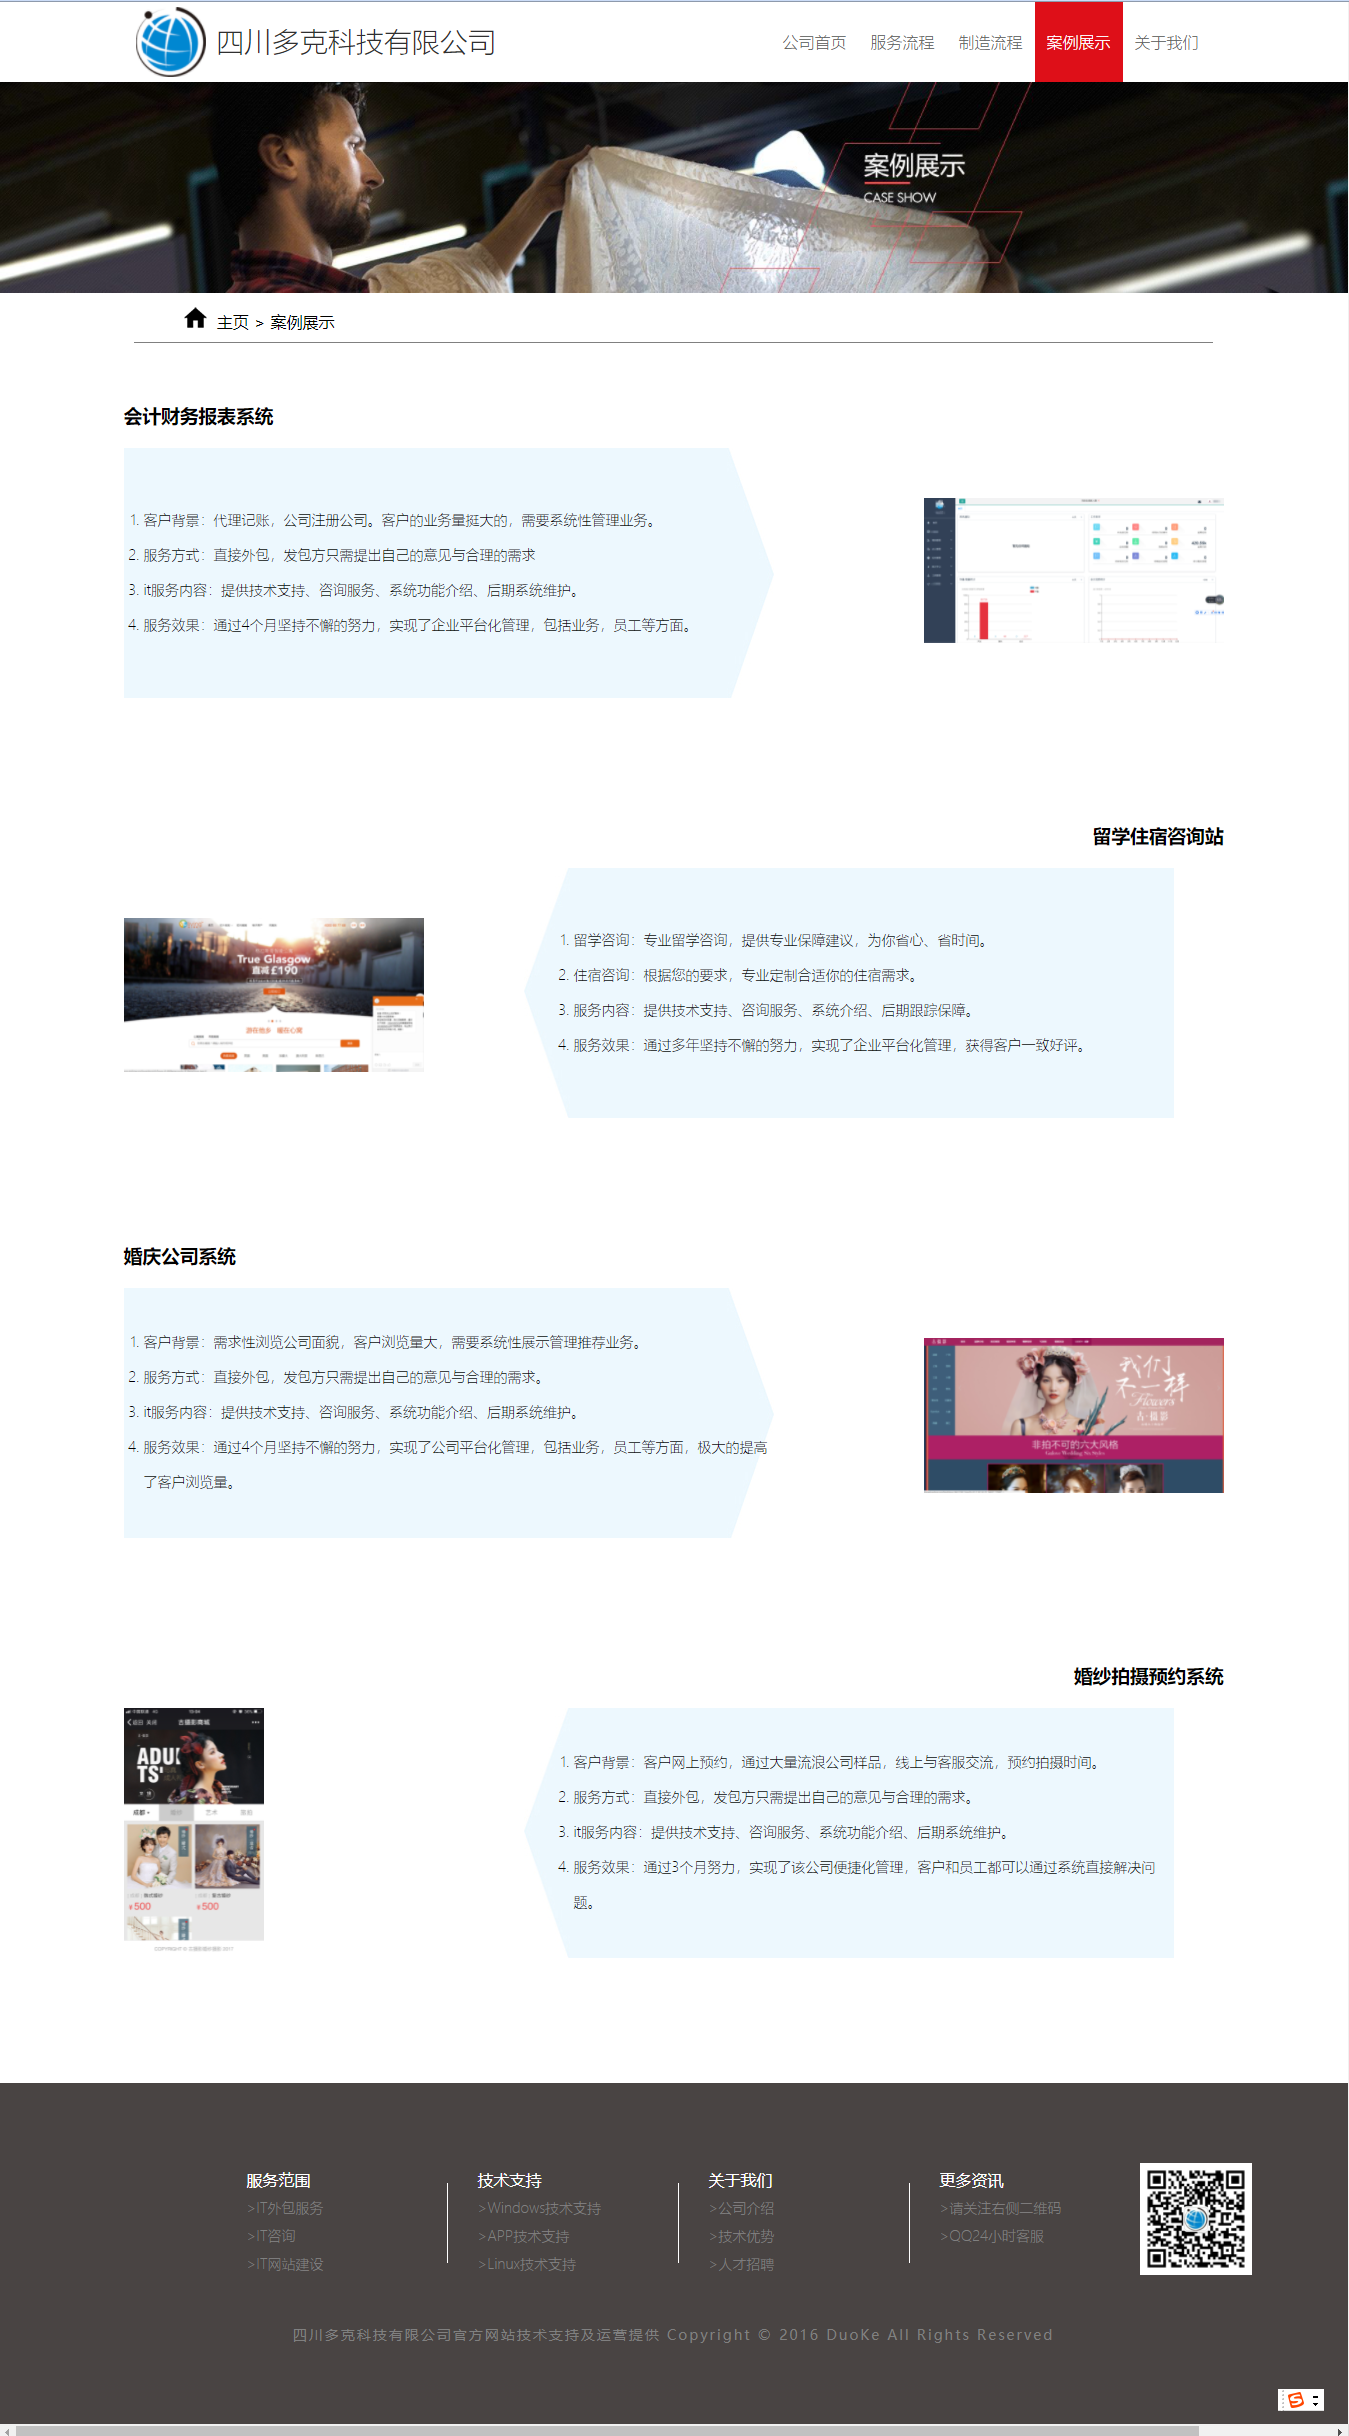 四川多克科技有限公司
公司首页 服务流程 制造流程 案例展示 关于我们
案例展示
CASE SHOW
主页 > 案例展示
会计财务报表系统
1. 客户背景：代理记账，公司注册公司。客户的业务量挺大的，需要系统性管理业务。
2. 服务方式：直接外包，发包方只需提出自己的意见与合理的需求
3. it服务内容：提供技术支持、咨询服务、系统功能介绍、后期系统维护。
4. 服务效果：通过4个月坚持不懈的努力，实现了企业平台化管理，包括业务，员工等方面。
留学住宿咨询站
True Glasgow
直减£190
游在他乡 暖在心窝
1. 留学咨询：专业留学咨询，提供专业保障建议，为你省心、省时间。
2. 住宿咨询：根据您的要求，专业定制合适你的住宿需求。
3. 服务内容：提供技术支持、咨询服务、系统介绍、后期跟踪保障。
4. 服务效果：通过多年坚持不懈的努力，实现了企业平台化管理，获得客户一致好评。
婚庆公司系统
1. 客户背景：需求性浏览公司面貌，客户浏览量大，需要系统性展示管理推荐业务。
2. 服务方式：直接外包，发包方只需提出自己的意见与合理的需求。
3. it服务内容：提供技术支持、咨询服务、系统功能介绍、后期系统维护。
4. 服务效果：通过4个月坚持不懈的努力，实现了公司平台化管理，包括业务，员工等方面，极大的提高
了客户浏览量。
我们
不一样
Flowers
古·摄影
非拍不可的六大风格
婚纱拍摄预约系统
古摄影商城
ADUI
TS'
成都
艺术
¥500 ¥500
1. 客户背景：客户网上预约，通过大量流浪公司样品，线上与客服交流，预约拍摄时间。
2. 服务方式：直接外包，发包方只需提出自己的意见与合理的需求。
3. it服务内容：提供技术支持、咨询服务、系统功能介绍、后期系统维护。
4. 服务效果：通过3个月努力，实现了该公司便捷化管理，客户和员工都可以通过系统直接解决问
题。
服务范围
>IT外包服务
>IT咨询
>IT网站建设
技术支持
>Windows技术支持
>APP技术支持
>Linux技术支持
关于我们
>公司介绍
>技术优势
>人才招聘
更多资讯
>请关注右侧二维码
>QQ24小时客服
四川多克科技有限公司官方网站技术支持及运营提供 Copyright © 2016 DuoKe All Rights Reserved